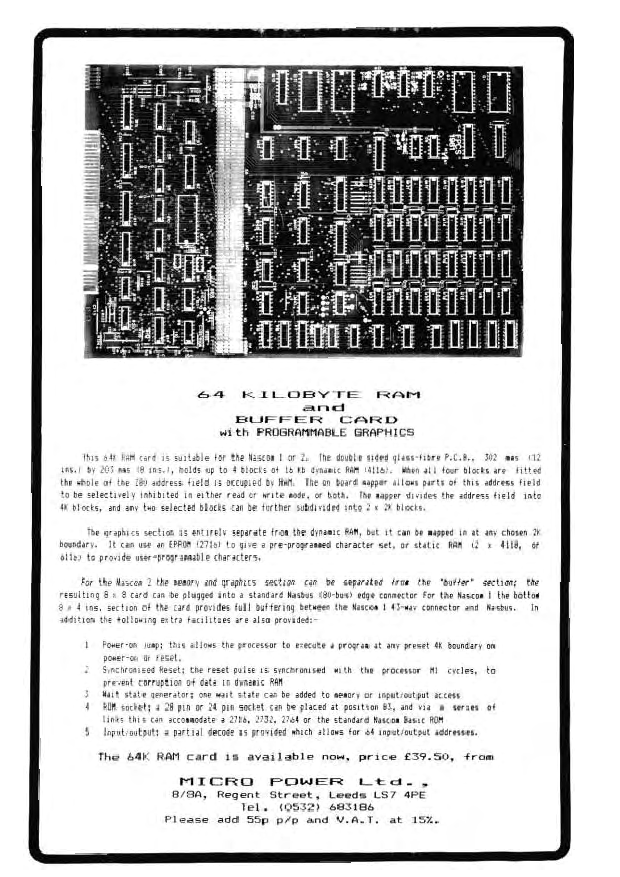 64 KILOBYTE RAM
and
BUFFER CARD
with PROGRAMMABLE GRAPHICS
This 64K RAM card is suitable for the Nascom 1 or 2. The double sided glass-fibre P.C.B., 302 mms (12
ins.) by 203 mms (8 ins.), holds up to 4 blocks of 16 Kb dynamic RAM (4116). When all four blocks are fitted
the whole of the Z80 address field is occupied by RAM. The on board mapper allows parts of this address field
to be selectively inhibited in either read or write mode, or both. The mapper divides the address field into
4K blocks, and any two selected blocks can be further subdivided into 2 x 2K blocks.
The graphics section is entirely separate from the dynamic RAM, but it can be mapped in at any chosen 2K
boundary. It can use an EPROM (2716) to give a pre-programmed character set, or static RAM (2 x 4118, or
6116) to provide user-programmable characters.
For the Nascom 2 the memory and graphics section can be separated from the "buffer" section; the
resulting 8 x 8 card can be plugged into a standard Nasbus (80-bus) edge connector For the Nascom 1 the bottom
8 x 4 ins. section of the card provides full buffering between the Nascom 1 43-way connector and Nasbus. In
addition the following extra facilities are also provided:-
1 Power-on jump; this allows the processor to execute a program at any preset 4K boundary on
power-on or reset.
2 Synchronised Reset; the reset pulse is synchronised with the processor M1 cycles, to
prevent corruption of data in dynamic RAM
3 Wait state generator; one wait state can be added to memory or input/output access
4 ROM socket; a 28 pin or 24 pin socket can be placed at position B3, and via a series of
links this can accommodate a 2716, 2732, 2764 or the standard Nascom Basic ROM
5 Input/output; a partial decode is provided which allows for 64 input/output addresses.
The 64K RAM card is available now, price £39.50, from
MICRO POWER Ltd.,
8/8A, Regent Street, Leeds LS7 4PE
Tel. (0532) 683186
Please add 55p p/p and V.A.T. at 15%.